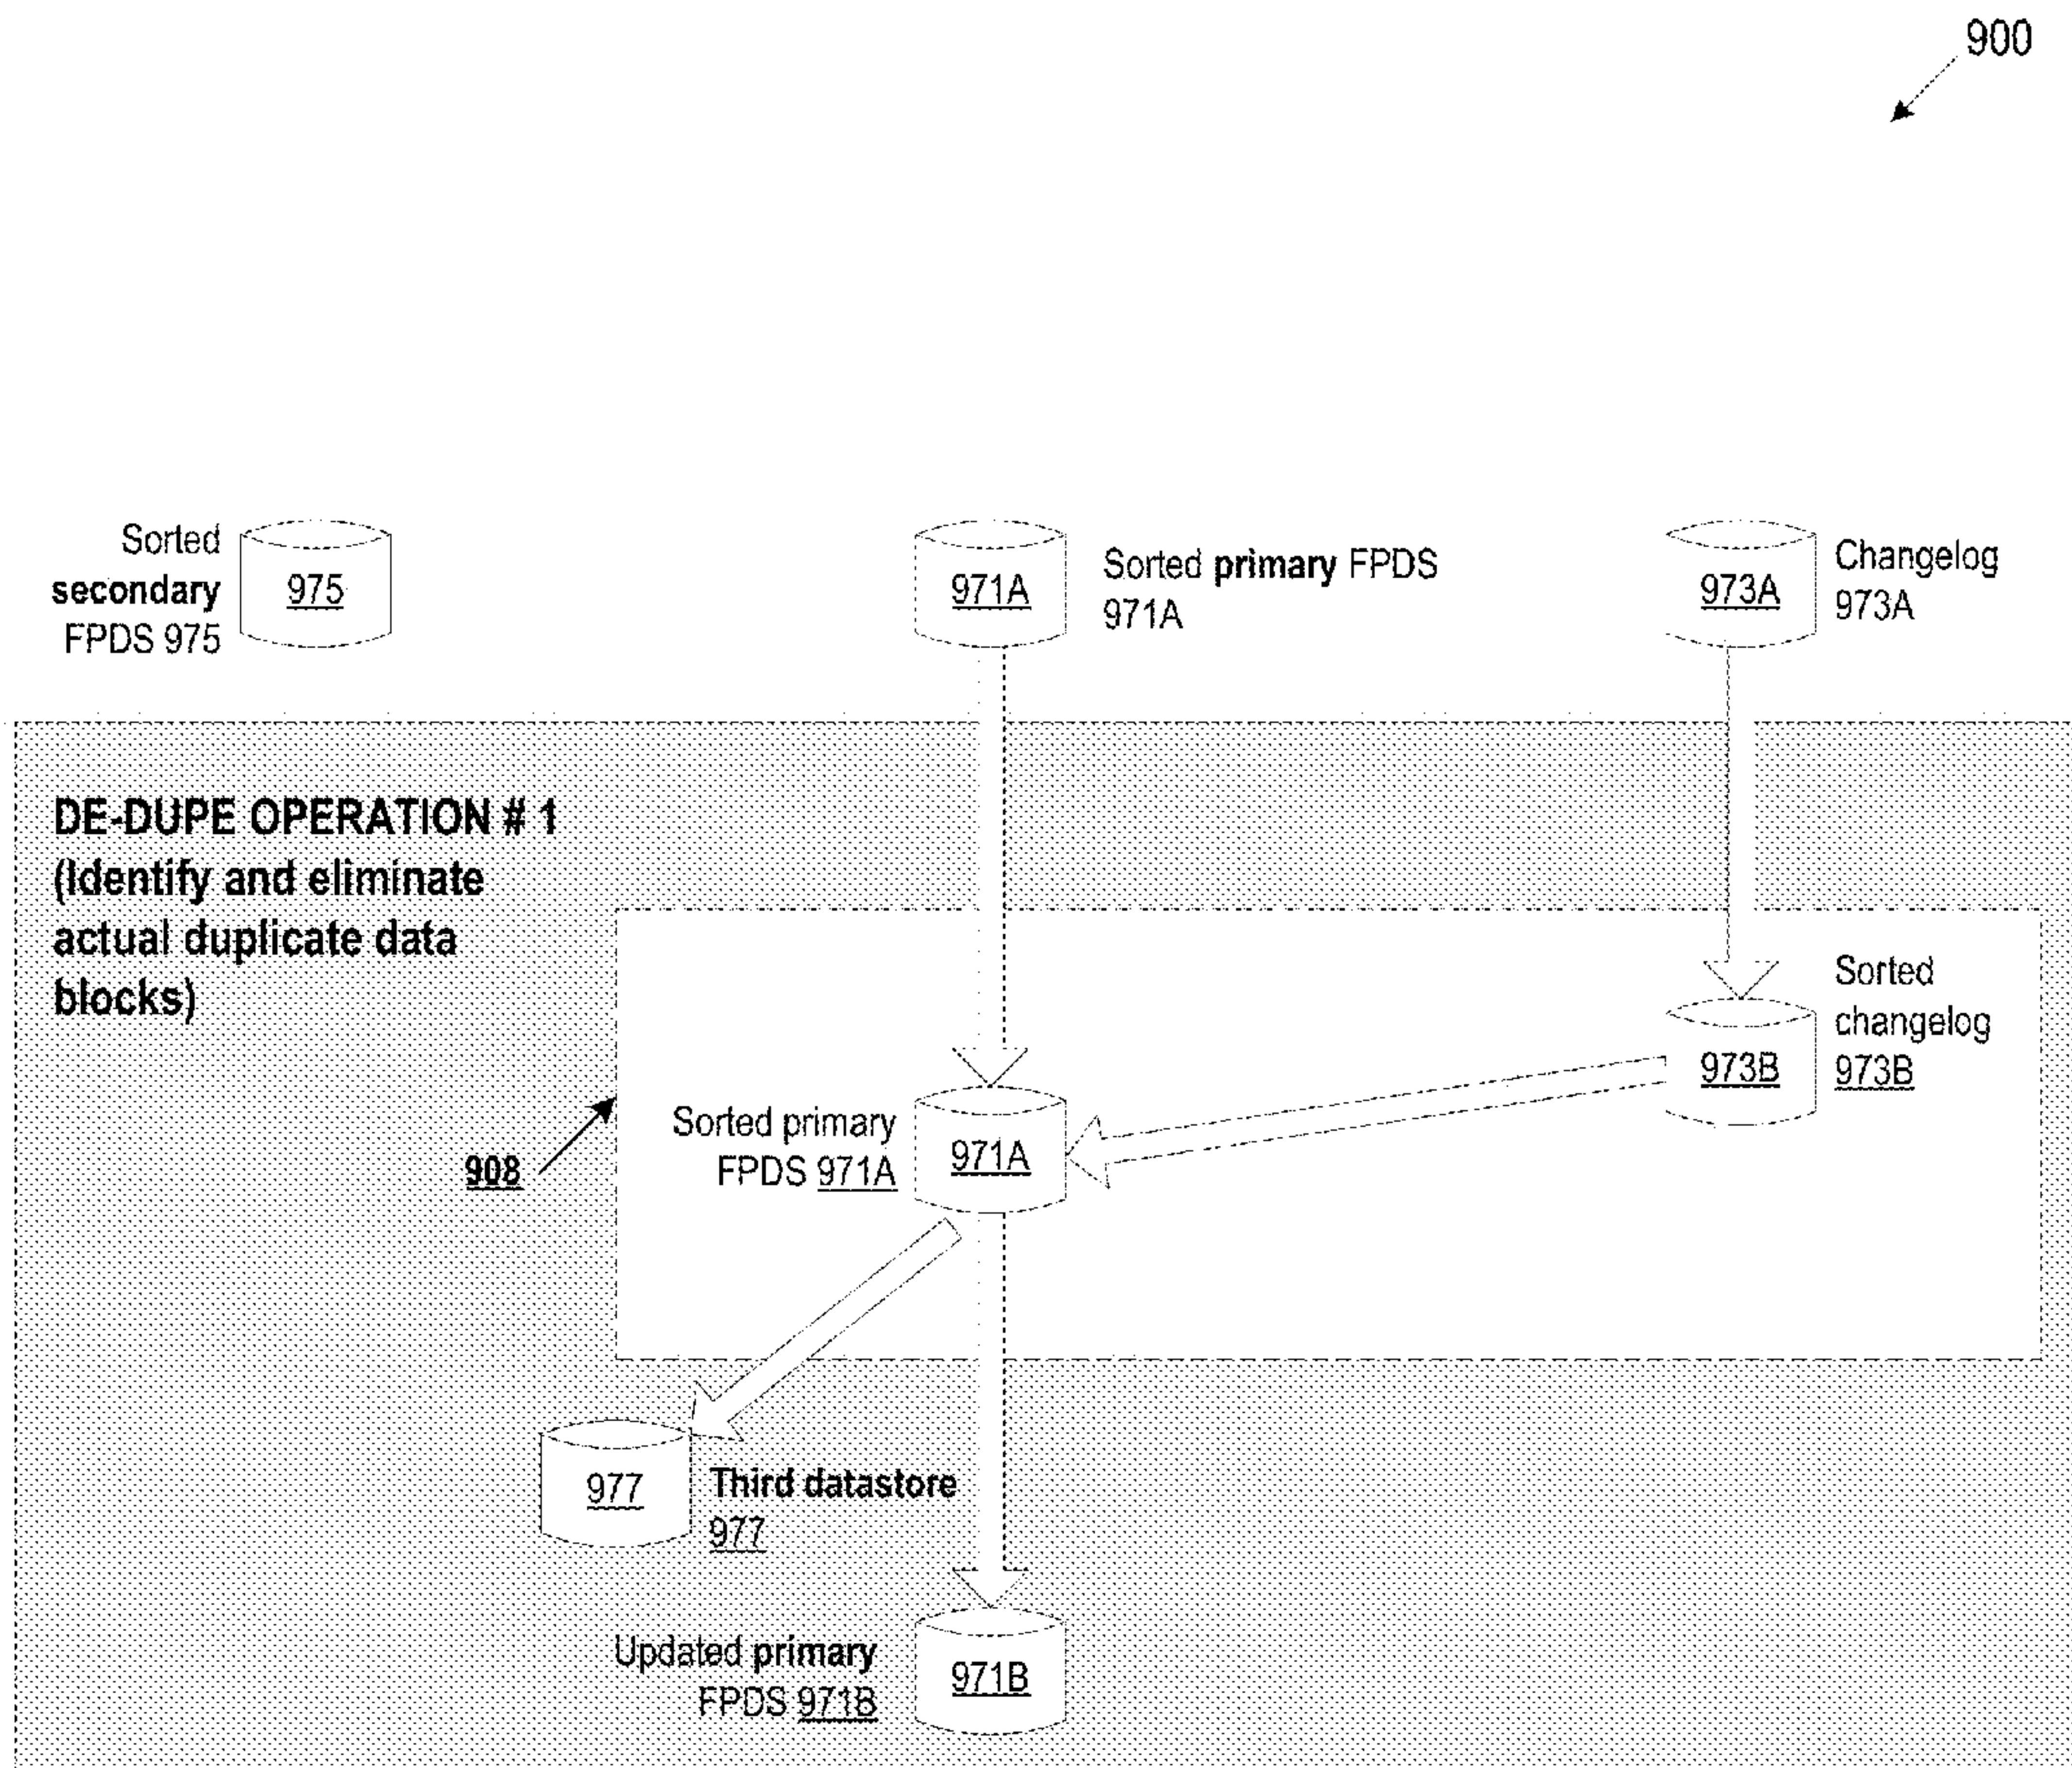 900
Sorted
secondary
FPDS 975
975
971A
Sorted primary FPDS
971A
973A
Changelog
973A
DE-DUPE OPERATION # 1
(Identify and eliminate
actual duplicate data
blocks)
908
Sorted primary
FPDS 971A
971A
973B
Sorted
changelog
973B
977
Third datastore
977
Updated primary
FPDS 971B
971B